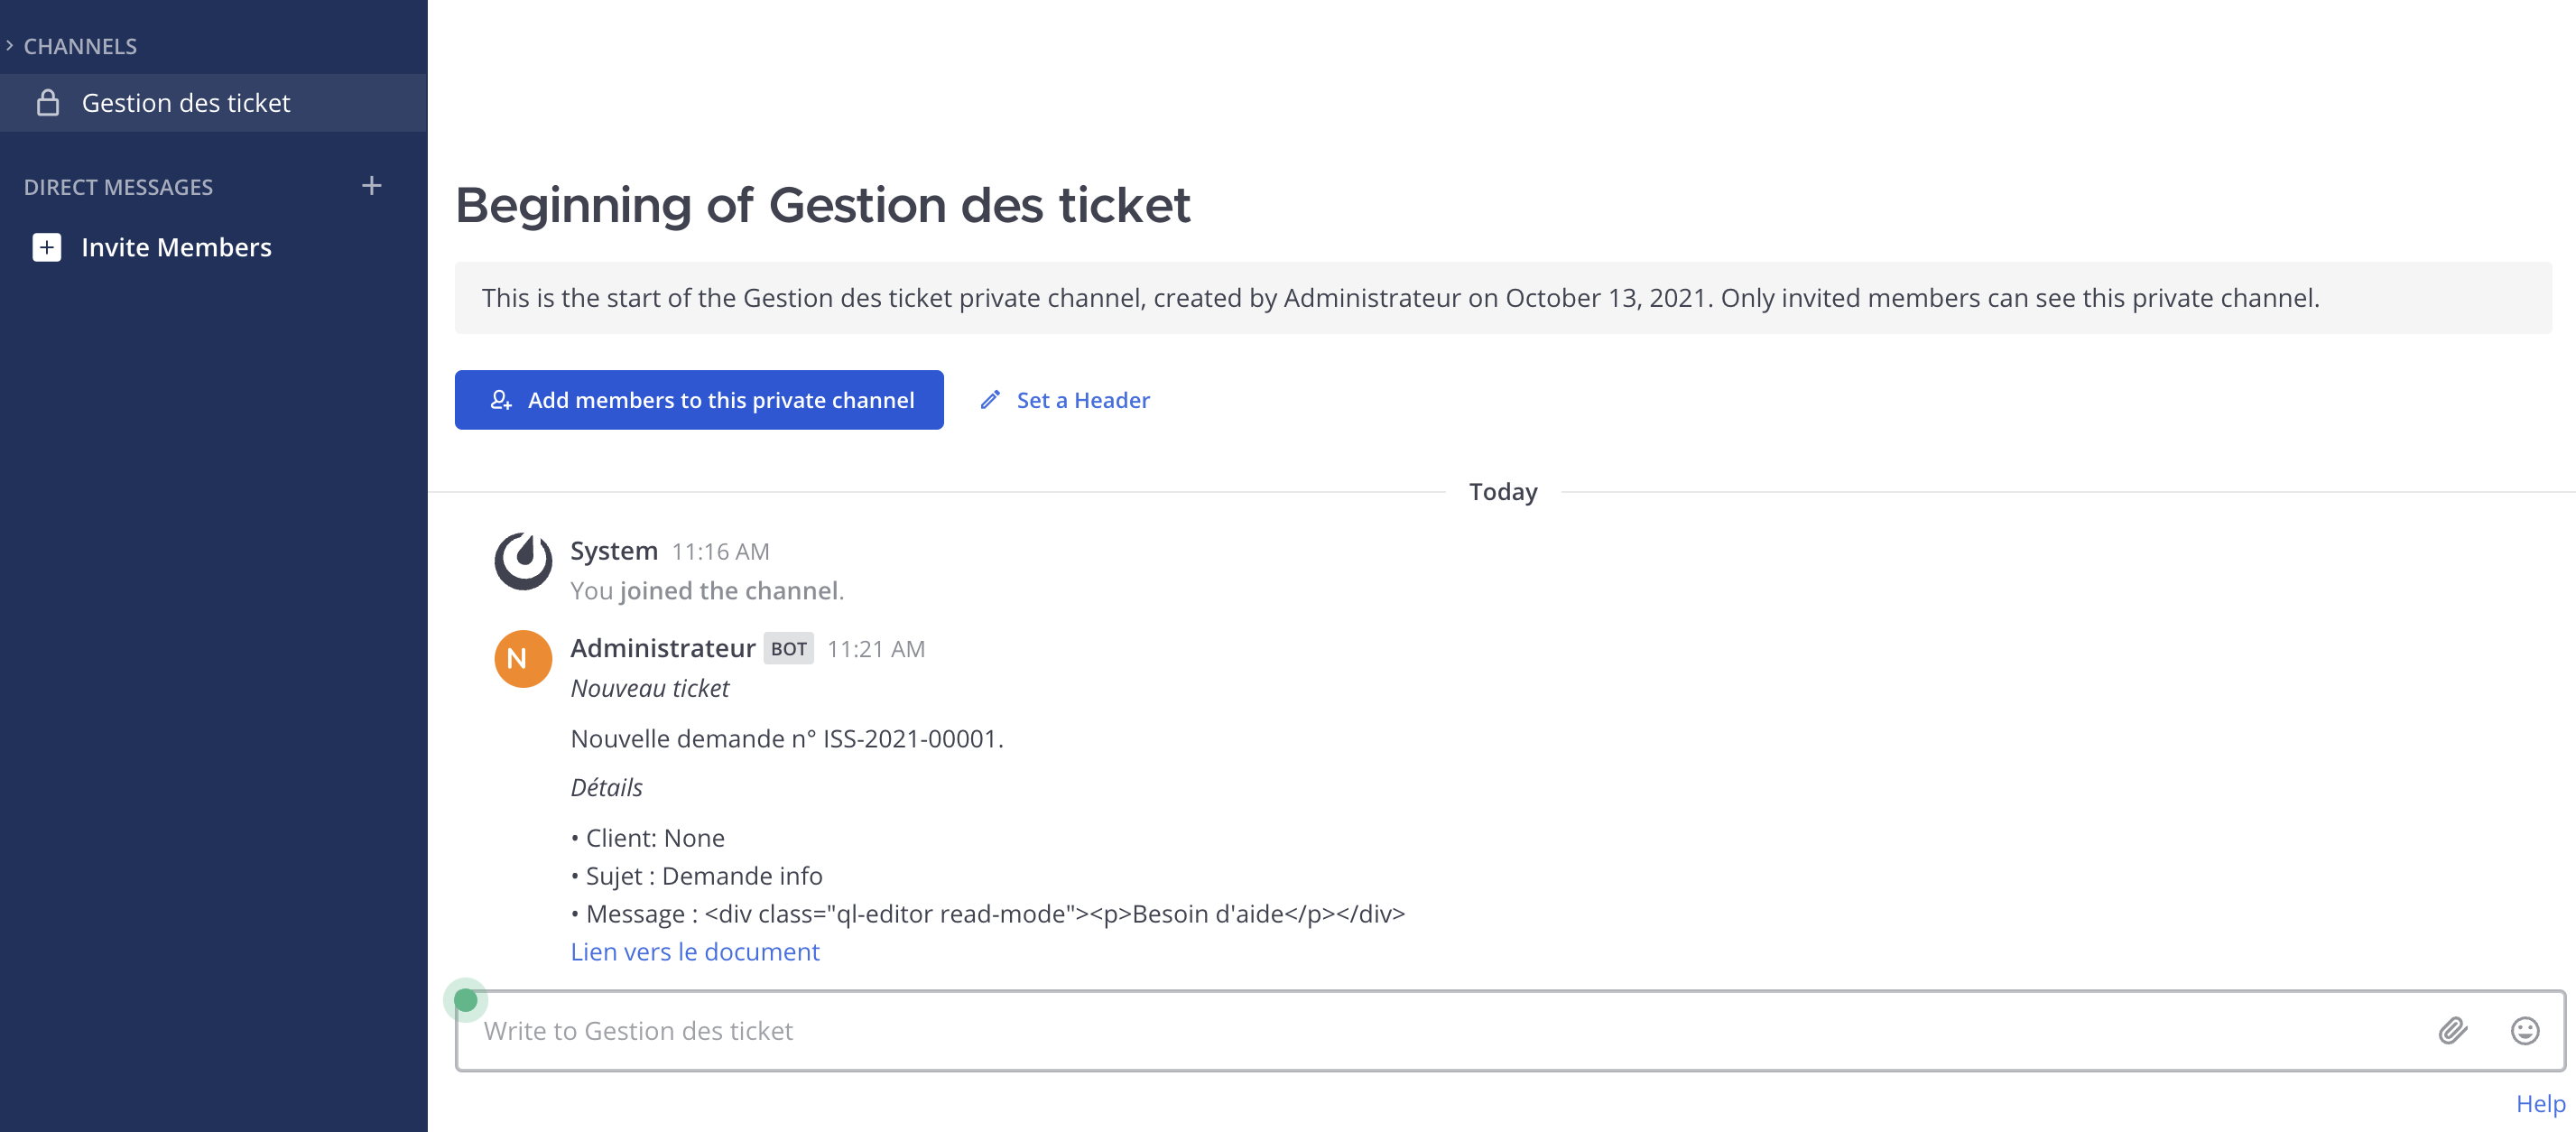 CHANNELS
Gestion des ticket
DIRECT MESSAGES
Invite Members
Beginning of Gestion des ticket
This is the start of the Gestion des ticket private channel, created by Administrateur on October 13, 2021. Only invited members can see this private channel.
Add members to this private channel
Set a Header
Today
System 11:16 AM
You joined the channel.
N
Administrateur BOT 11:21 AM
Nouveau ticket
Nouvelle demande n° ISS-2021-00001.
Détails
• Client: None
• Sujet : Demande info
• Message : <div class="ql-editor read-mode"><p>Besoin d'aide</p></div>
Lien vers le document
Write to Gestion des ticket
Help